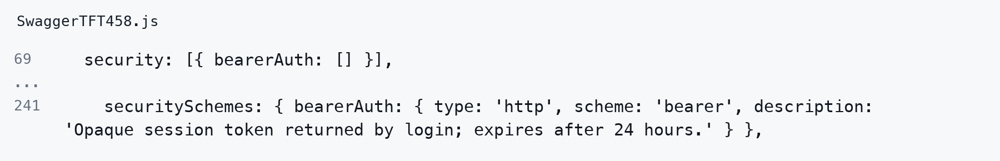 SwaggerTFT458.js
69 security: [{ bearerAuth: [] }],
...
241 securitySchemes: { bearerAuth: { type: 'http', scheme: 'bearer', description:
'Opaque session token returned by login; expires after 24 hours.' } },